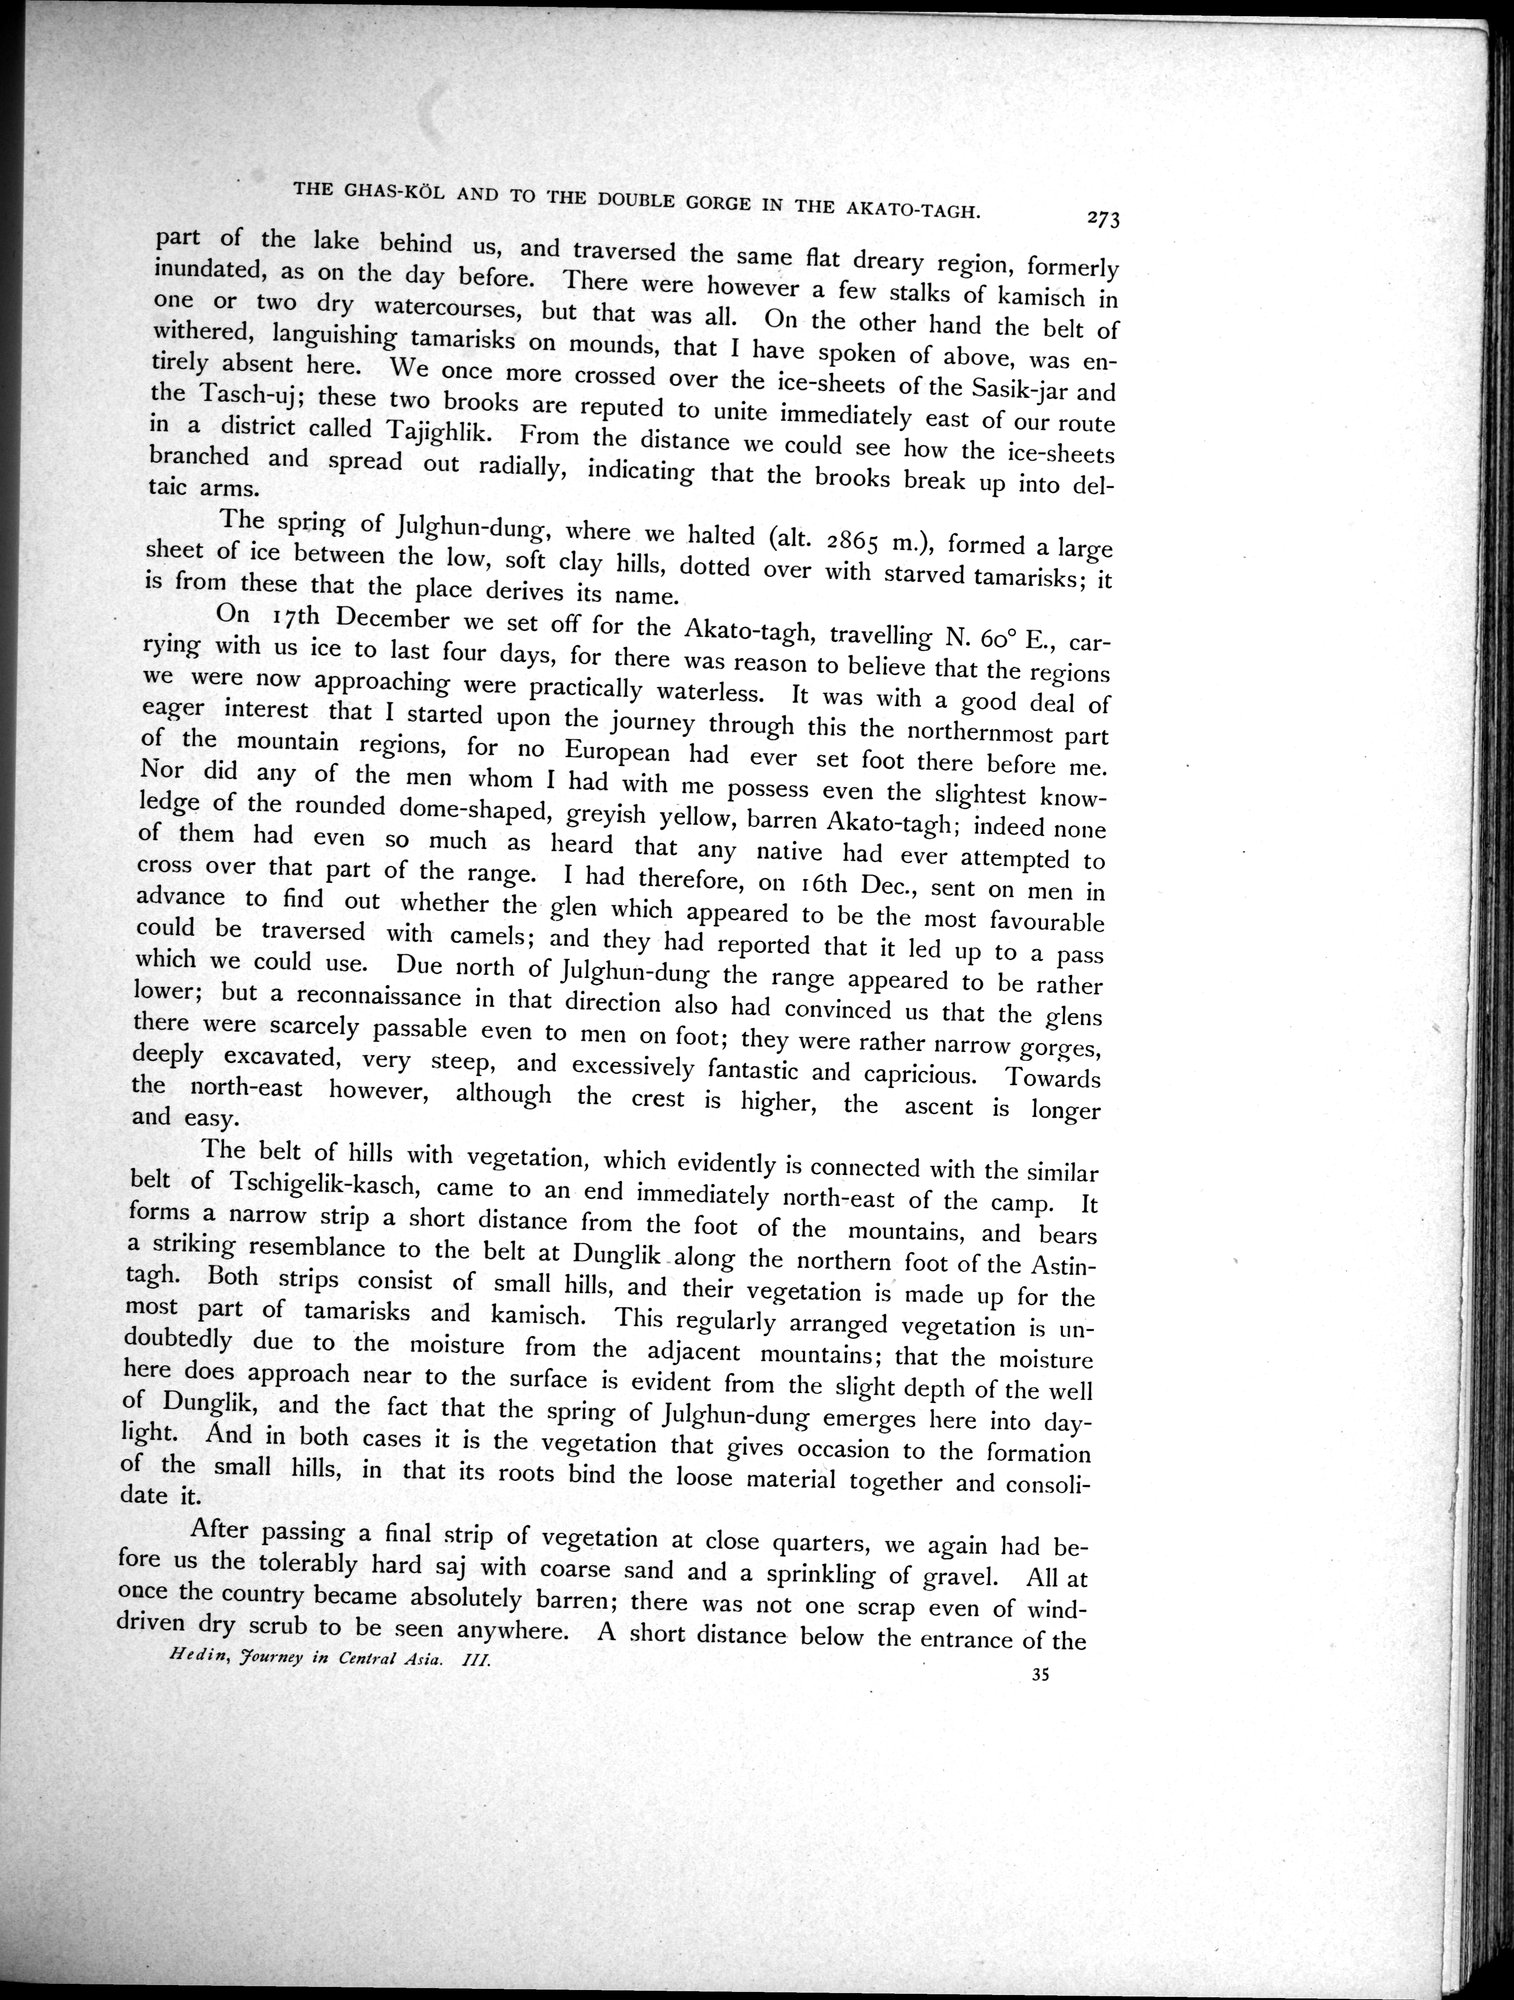 THE GHAS-KÖL AND TO THE DOUBLE GORGE IN THE AKATO-TAGH. 273
part of the lake behind us, and traversed the same flat dreary region, formerly
inundated, as on the day before. There were however a few stalks of kamisch in
one or two dry watercourses, but that was all. On the other hand the belt of
withered, languishing tamarisks on mounds, that I have spoken of above, was en-
tirely absent here. We once more crossed over the ice-sheets of the Sasik-jar and
the Tasch-uj; these two brooks are reputed to unite immediately east of our route
in a district called Tajighlik. From the distance we could see how the ice-sheets
branched and spread out radially, indicating that the brooks break up into del-
taic arms.
The spring of Julghun-dung, where we halted (alt. 2865 m.), formed a large
sheet of ice between the low, soft clay hills, dotted over with starved tamarisks; it
is from these that the place derives its name.
On 17th December we set off for the Akato-tagh, travelling N. 60° E., car-
rying with us ice to last four days, for there was reason to believe that the regions
we were now approaching were practically waterless. It was with a good deal of
eager interest that I started upon the journey through this the northernmost part
of the mountain regions, for no European had ever set foot there before me.
Nor did any of the men whom I had with me possess even the slightest know-
ledge of the rounded dome-shaped, greyish yellow, barren Akato-tagh; indeed none
of them had even so much as heard that any native had ever attempted to
cross over that part of the range. I had therefore, on 16th Dec., sent on men in
advance to find out whether the glen which appeared to be the most favourable
could be traversed with camels; and they had reported that it led up to a pass
which we could use. Due north of Julghun-dung the range appeared to be rather
lower; but a reconnaissance in that direction also had convinced us that the glens
there were scarcely passable even to men on foot; they were rather narrow gorges,
deeply excavated, very steep, and excessively fantastic and capricious. Towards
the north-east however, although the crest is higher, the ascent is longer
and easy.
The belt of hills with vegetation, which evidently is connected with the similar
belt of Tschigelik-kasch, came to an end immediately north-east of the camp. It
forms a narrow strip a short distance from the foot of the mountains, and bears
a striking resemblance to the belt at Dunglik along the northern foot of the Astin-
tagh. Both strips consist of small hills, and their vegetation is made up for the
most part of tamarisks and kamisch. This regularly arranged vegetation is un-
doubtedly due to the moisture from the adjacent mountains; that the moisture
here does approach near to the surface is evident from the slight depth of the well
of Dunglik, and the fact that the spring of Julghun-dung emerges here into day-
light. And in both cases it is the vegetation that gives occasion to the formation
of the small hills, in that its roots bind the loose material together and consoli-
date it.
After passing a final strip of vegetation at close quarters, we again had be-
fore us the tolerably hard saj with coarse sand and a sprinkling of gravel. All at
once the country became absolutely barren; there was not one scrap even of wind-
driven dry scrub to be seen anywhere. A short distance below the entrance of the
Hedin, Journey in Central Asia. III. 35